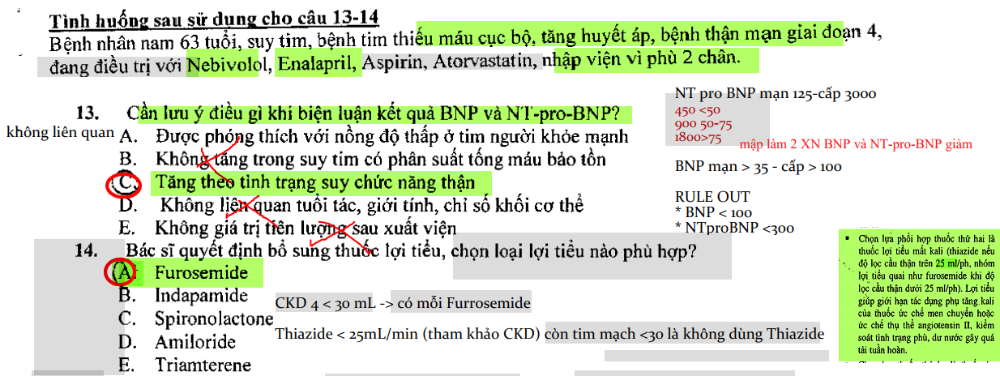 Tình huống sau sử dụng cho câu 13-14
Bệnh nhân nam 63 tuổi, suy tim, bệnh tim thiếu máu cục bộ, tăng huyết áp, bệnh thận mạn giai đoạn 4,
đang điều trị với Nebivolol, Enalapril, Aspirin, Atorvastatin, nhập viện vì phù 2 chân.
13. Cần lưu ý điều gì khi biện luận kết quả BNP và NT-pro-BNP?
không liên quan
A. Được phóng thích với nồng độ thấp ở tim người khỏe mạnh
B. Không tăng trong suy tim có phân suất tống máu bảo tồn
C. Tăng theo tình trạng suy chức năng thận
D. Không liên quan tuổi tác, giới tính, chỉ số khối cơ thể
E. Không giá trị tiên lượng sau xuất viện
NT pro BNP mạn 125-cấp 3000
450 <50
900 50-75
1800>75
mập làm 2 XN BNP và NT-pro-BNP giảm
BNP mạn > 35 - cấp > 100
RULE OUT
* BNP < 100
* NTproBNP <300
14. Bác sĩ quyết định bổ sung thuốc lợi tiểu, chọn loại lợi tiểu nào phù hợp?
A. Furosemide
B. Indapamide
C. Spironolactone
D. Amiloride
E. Triamterene
CKD 4 < 30 mL -> có mỗi Furrosemide
Thiazide < 25mL/min (tham khảo CKD) còn tim mạch <30 là không dùng Thiazide
• Chọn lựa phối hợp thuốc thứ hai là
thuốc lợi tiểu mất kali (thiazide nếu
độ lọc cầu thận trên 25 ml/ph, nhóm
lợi tiểu quai như furosemide khi độ
lọc cầu thận dưới 25 ml/ph). Lợi tiểu
giúp giới hạn tác dụng phụ tăng kali
của thuốc ức chế men chuyển hoặc
ức chế thụ thể angiotensin II, kiểm
soát tình trạng phù, dư nước gây quá
tải tuần hoàn.